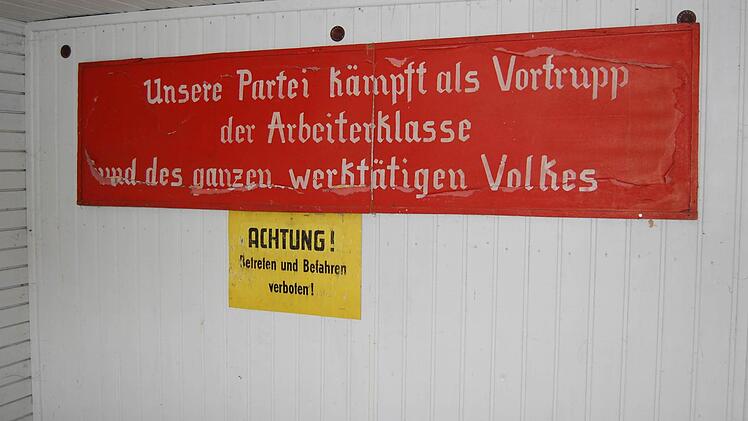 Unsere Partei kämpft als Vortrupp
der Arbeiterklasse
und des ganzen werktätigen Volkes
ACHTUNG!
Betreten und Befahren
verboten!